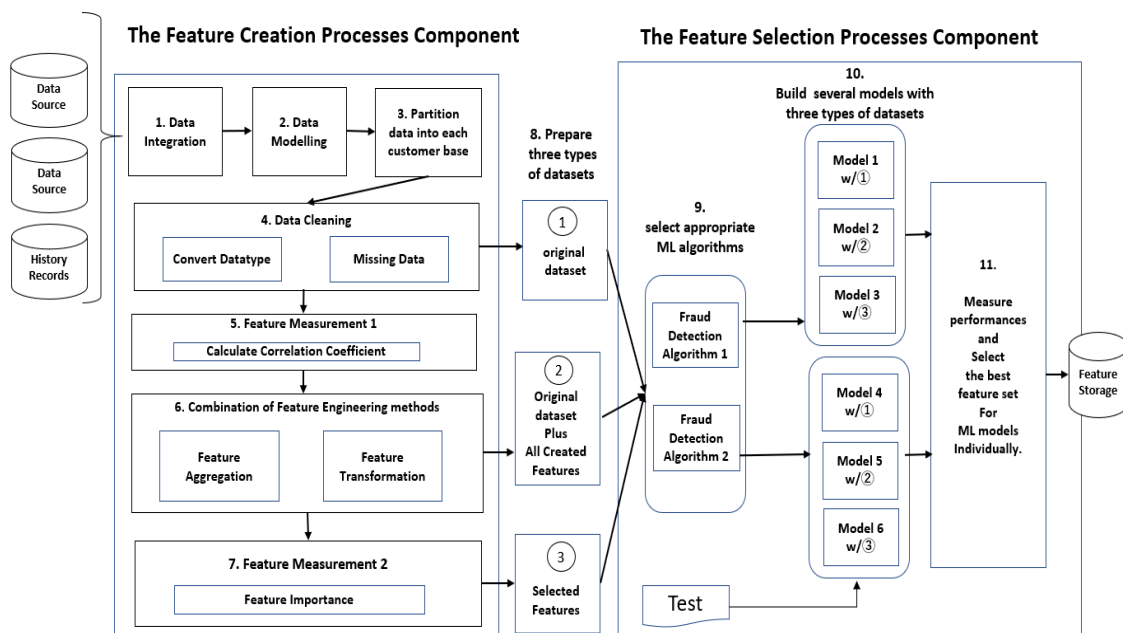 The Feature Creation Processes Component
The Feature Selection Processes Component
Data
Source
Data
Source
History
Records
1. Data
Integration
2. Data
Modelling
3. Partition
data into each
customer base
4. Data Cleaning
Convert Datatype
Missing Data
5. Feature Measurement 1
Calculate Correlation Coefficient
6. Combination of Feature Engineering methods
Feature
Aggregation
Feature
Transformation
7. Feature Measurement 2
Feature Importance
8. Prepare
three types
of datasets
1
original
dataset
2
Original
dataset
Plus
All Created
Features
3
Selected
Features
9.
select appropriate
ML algorithms
Fraud
Detection
Algorithm 1
Fraud
Detection
Algorithm 2
10.
Build several models with
three types of datasets
Model 1
w/①
Model 2
w/②
Model 3
w/③
Model 4
w/①
Model 5
w/②
Model 6
w/③
Test
11.
Measure
performances
and
Select
the best
feature set
For
ML models
Individually.
Feature
Storage